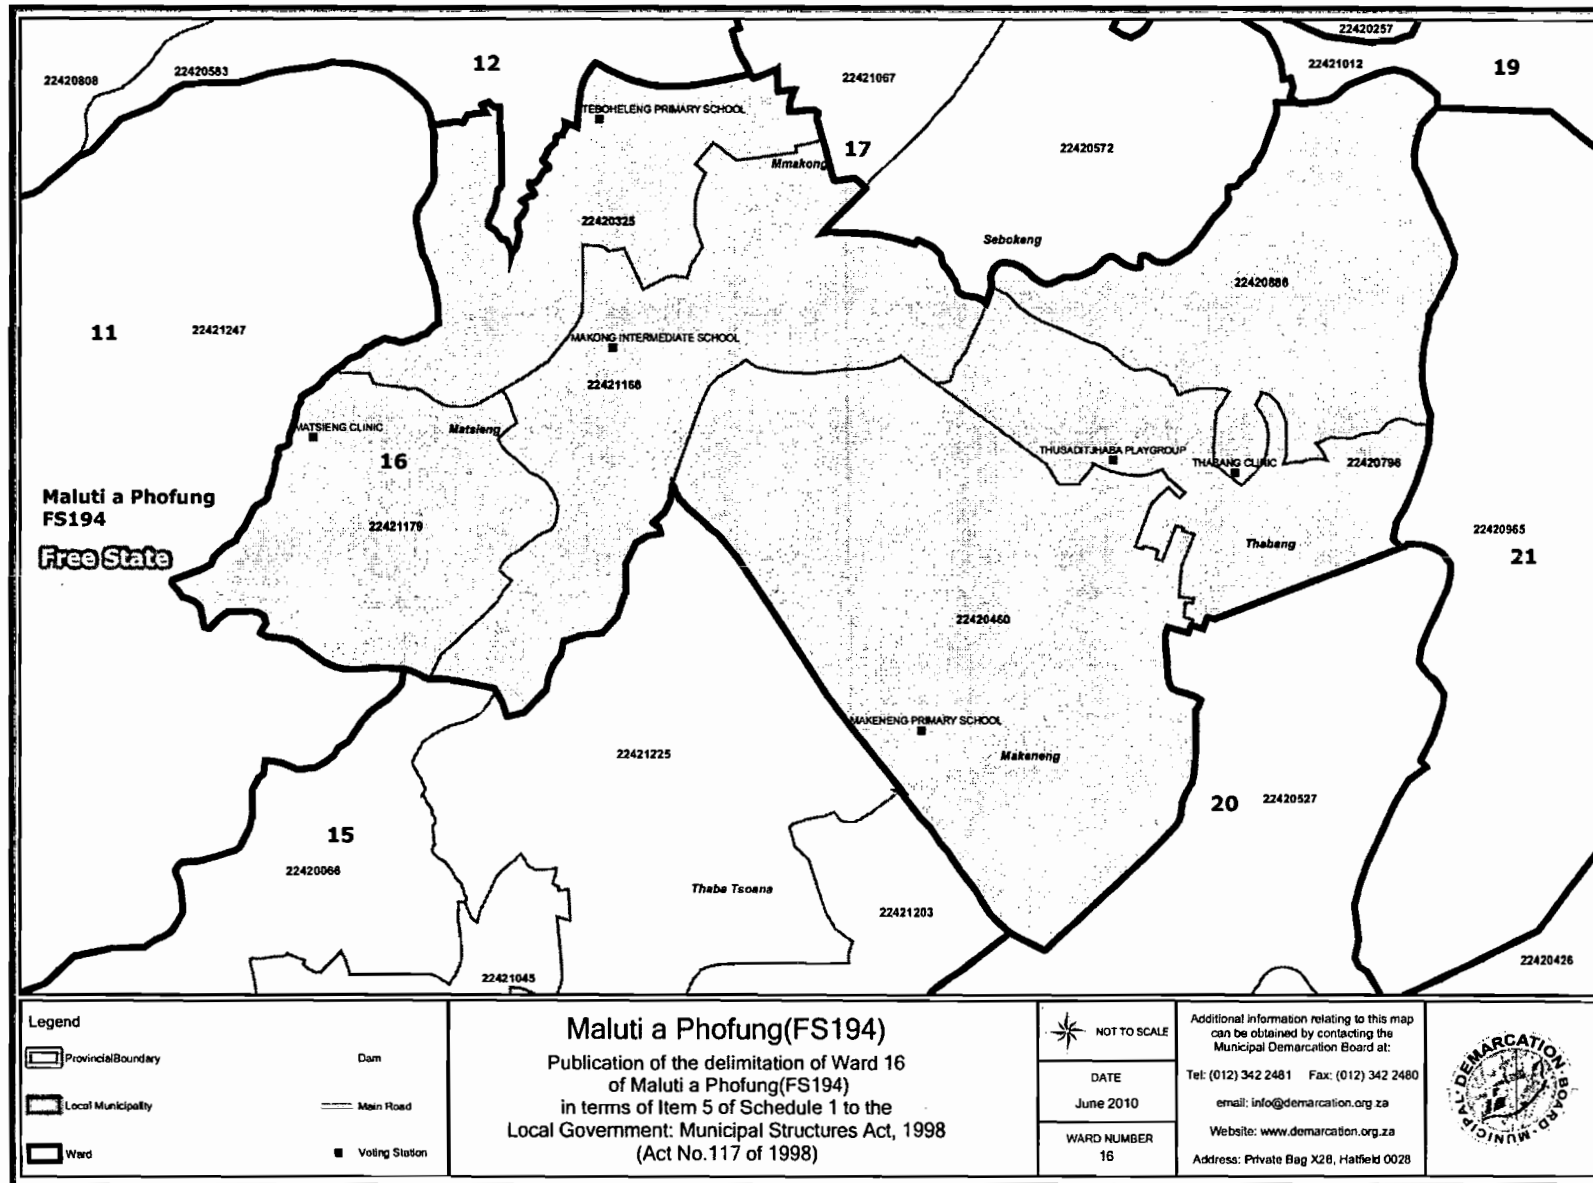 22420257
12
22420808
22420583
22421067
22421012
19
TEBOHELENG PRIMARY SCHOOL
17
22420572
Mmakong
22420325
Sebokeng
22420886
11
22421247
MAKONG INTERMEDIATE SCHOOL
22421168
MATSIENG CLINIC
Matsieng
16
THUSADITJHABA PLAYGROUP
THABANG CLINIC
22420796
Maluti a Phofung
FS194
22421179
22420965
Free State
Thabang
21
22420460
MAKENENG PRIMARY SCHOOL
22421225
Makeneng
20
22420527
15
22420066
Thaba Tsoana
22421203
22421045
22420426
Legend
Provincial Boundary
Dam
Local Municipality
Main Road
Ward
Voting Station
Maluti a Phofung(FS194)
Publication of the delimitation of Ward 16
of Maluti a Phofung(FS194)
in terms of Item 5 of Schedule 1 to the
Local Government: Municipal Structures Act, 1998
(Act No.117 of 1998)
NOT TO SCALE
DATE
June 2010
WARD NUMBER
16
Additional information relating to this map
can be obtained by contacting the
Municipal Demarcation Board at:
Tel: (012) 342 2481 Fax: (012) 342 2480
email: info@demarcation.org.za
Website: www.demarcation.org.za
Address: Private Bag X28, Hatfield 0028
MUNICIPAL DEMARCATION BOARD